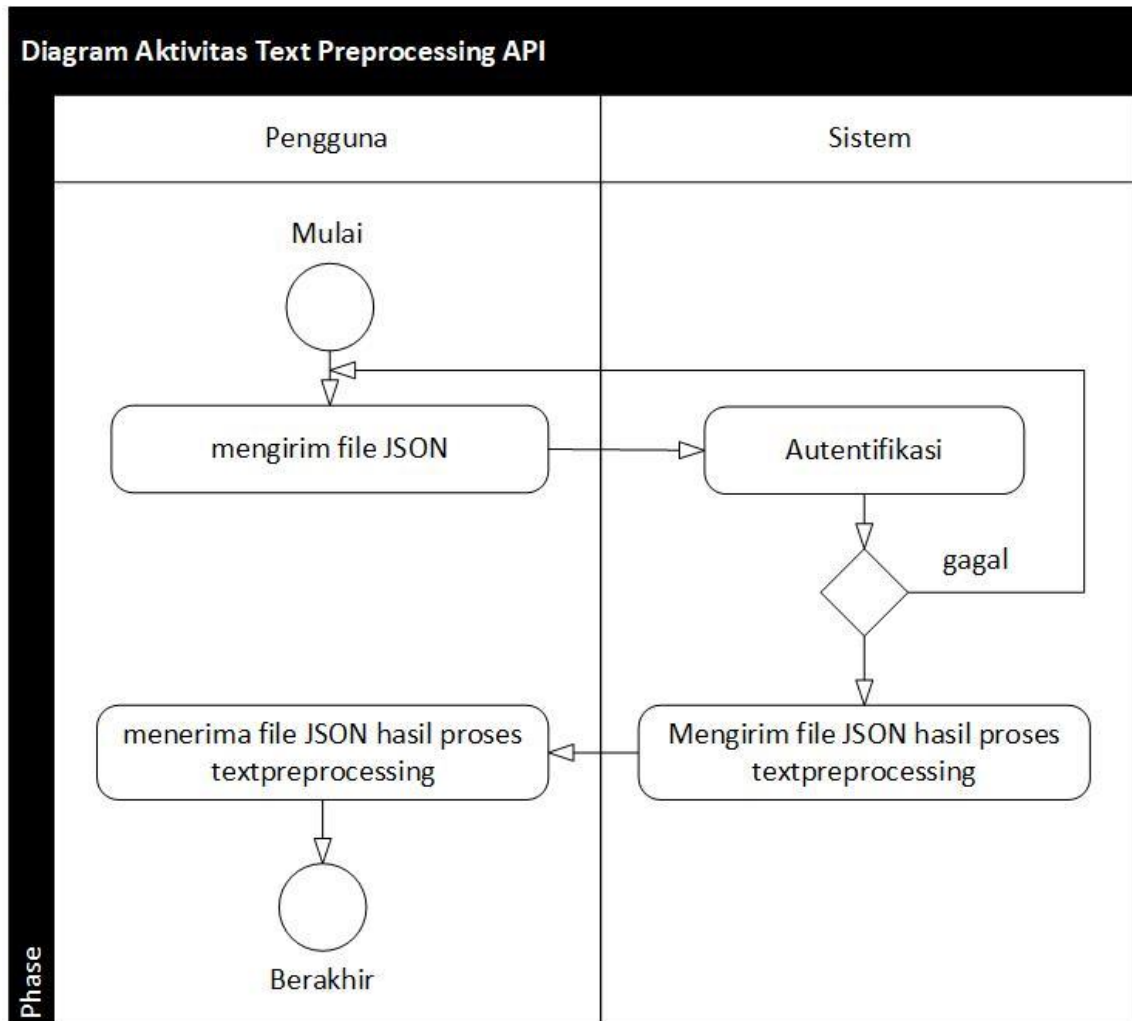 Diagram Aktivitas Text Preprocessing API
Pengguna
Sistem
Mulai
mengirim file JSON
Autentifikasi
gagal
menerima file JSON hasil proses
textpreprocessing
Mengirim file JSON hasil proses
textpreprocessing
Berakhir
Phase